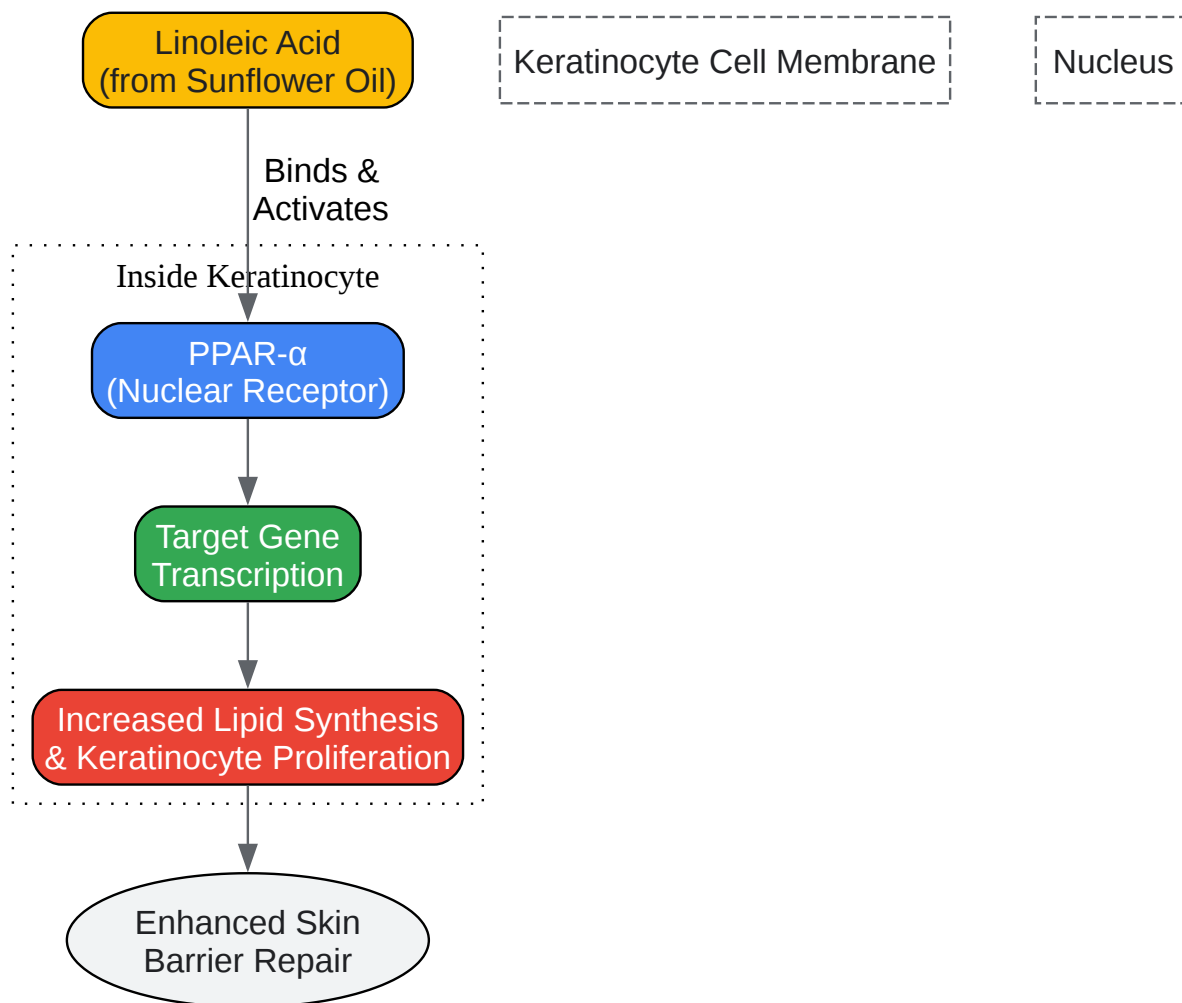 Linoleic Acid
(from Sunflower Oil)
Keratinocyte Cell Membrane
Nucleus
Binds &
Activates
Inside Keratinocyte
PPAR-α
(Nuclear Receptor)
Target Gene
Transcription
Increased Lipid Synthesis
& Keratinocyte Proliferation
Enhanced Skin
Barrier Repair